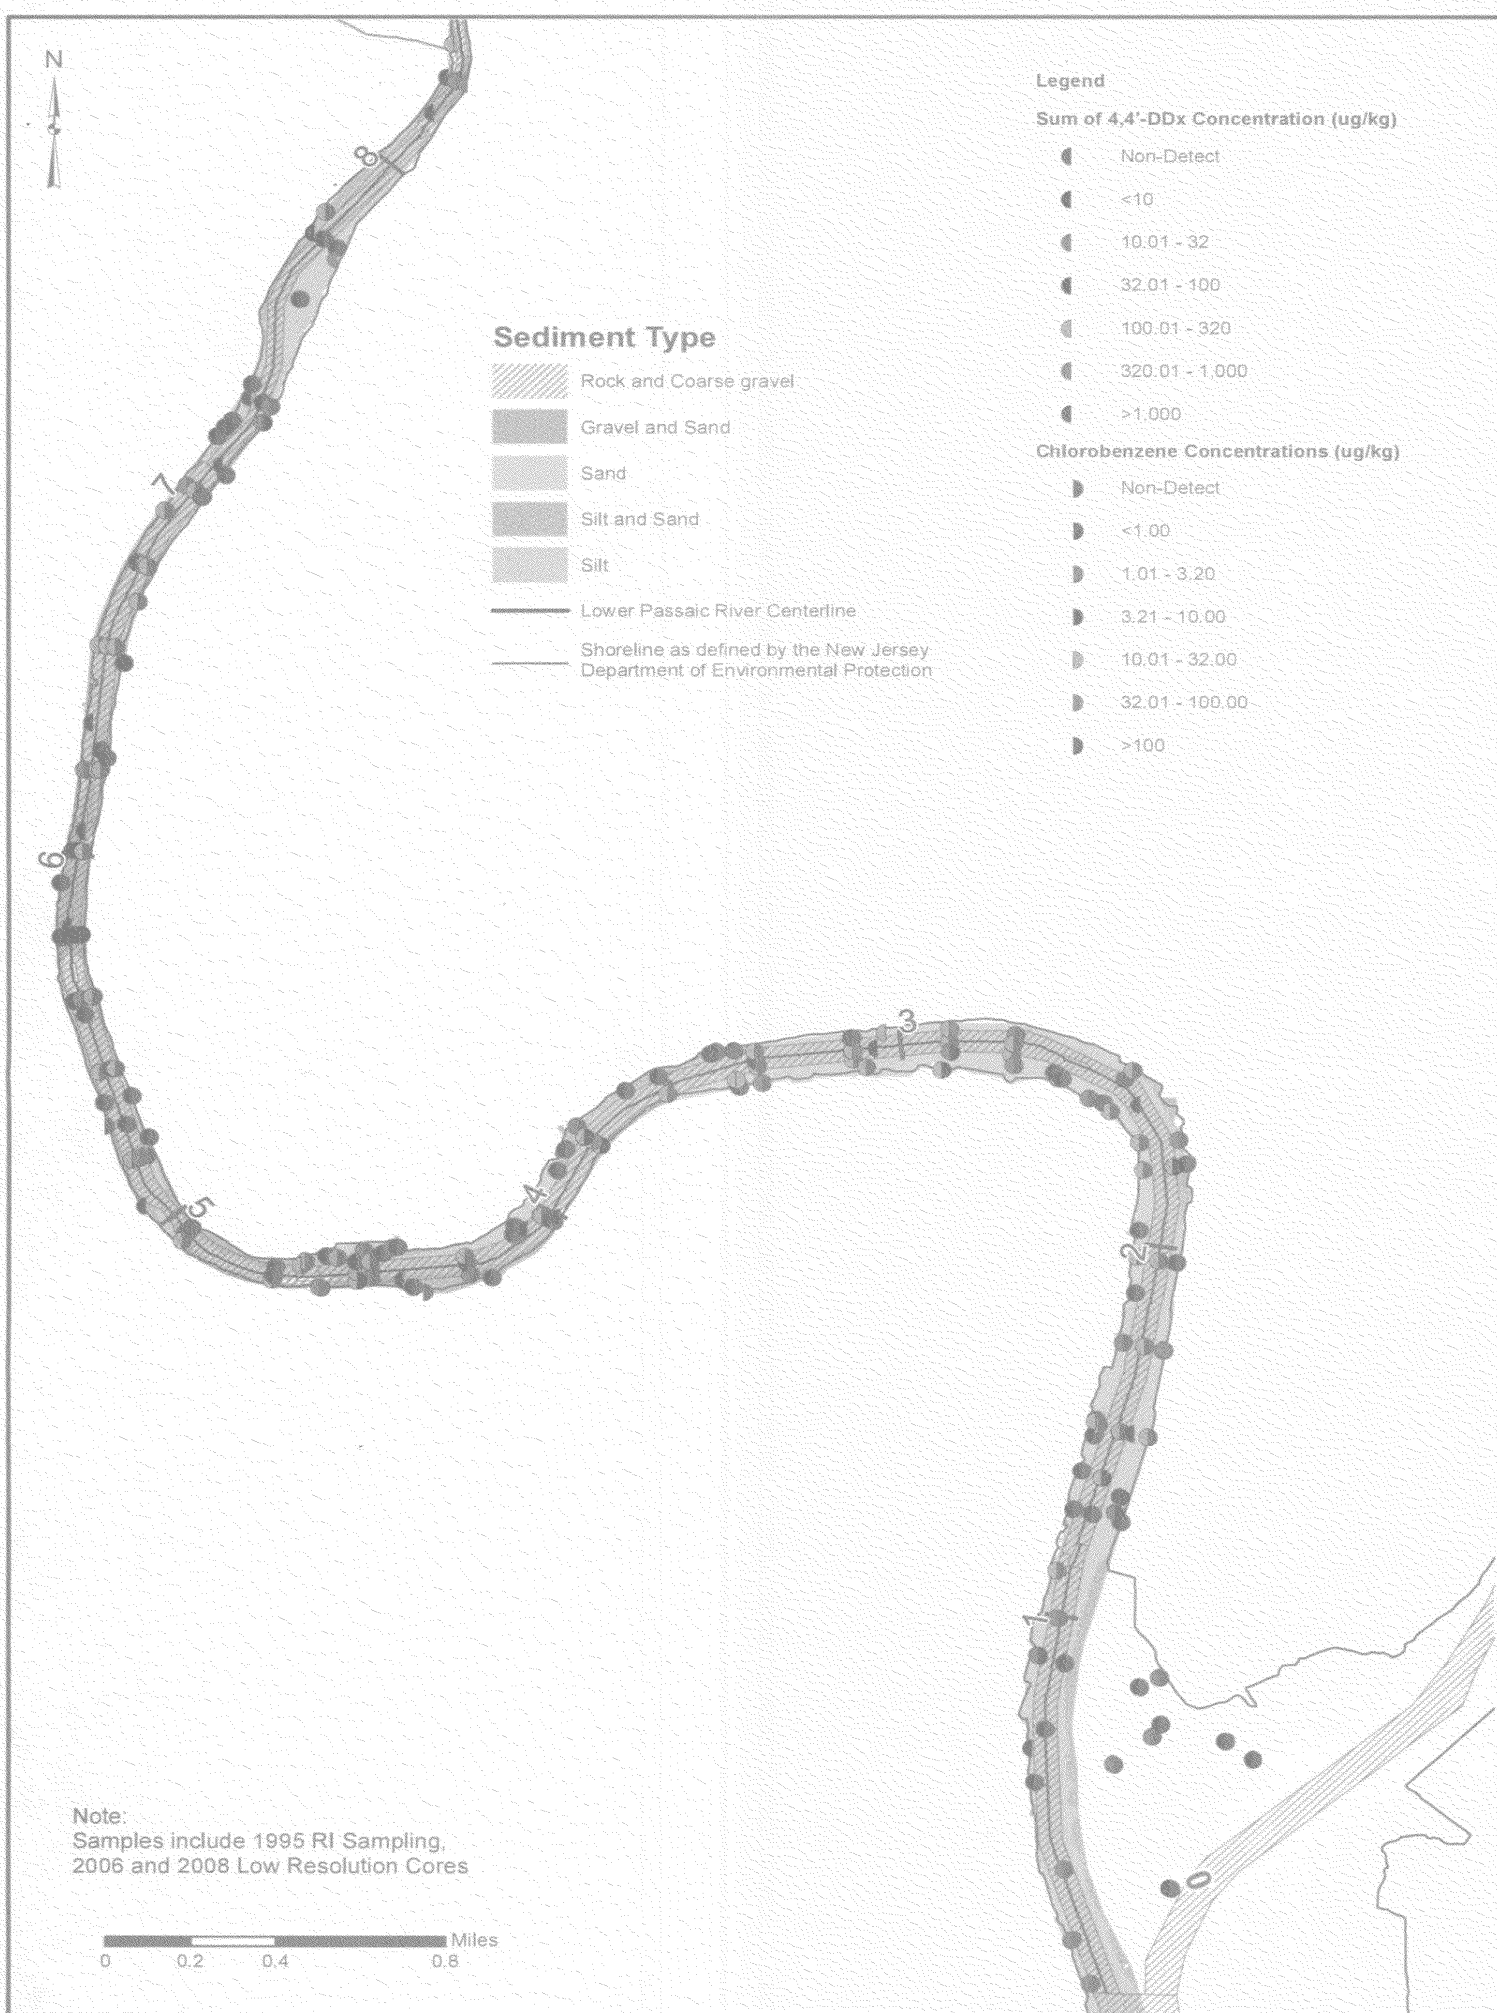 N
Legend
Sum of 4,4'-DDx Concentration (ug/kg)
Non-Detect
<10
10.01 - 32
32.01 - 100
100.01 - 320
320.01 - 1,000
>1,000
Chlorobenzene Concentrations (ug/kg)
Non-Detect
<1.00
1.01 - 3.20
3.21 - 10.00
10.01 - 32.00
32.01 - 100.00
>100
Sediment Type
Rock and Coarse gravel
Gravel and Sand
Sand
Silt and Sand
Silt
Lower Passaic River Centerline
Shoreline as defined by the New Jersey
Department of Environmental Protection
8
7
6
5
4
3
2
1
0
Note:
Samples include 1995 RI Sampling,
2006 and 2008 Low Resolution Cores
Miles
0 0.2 0.4 0.8